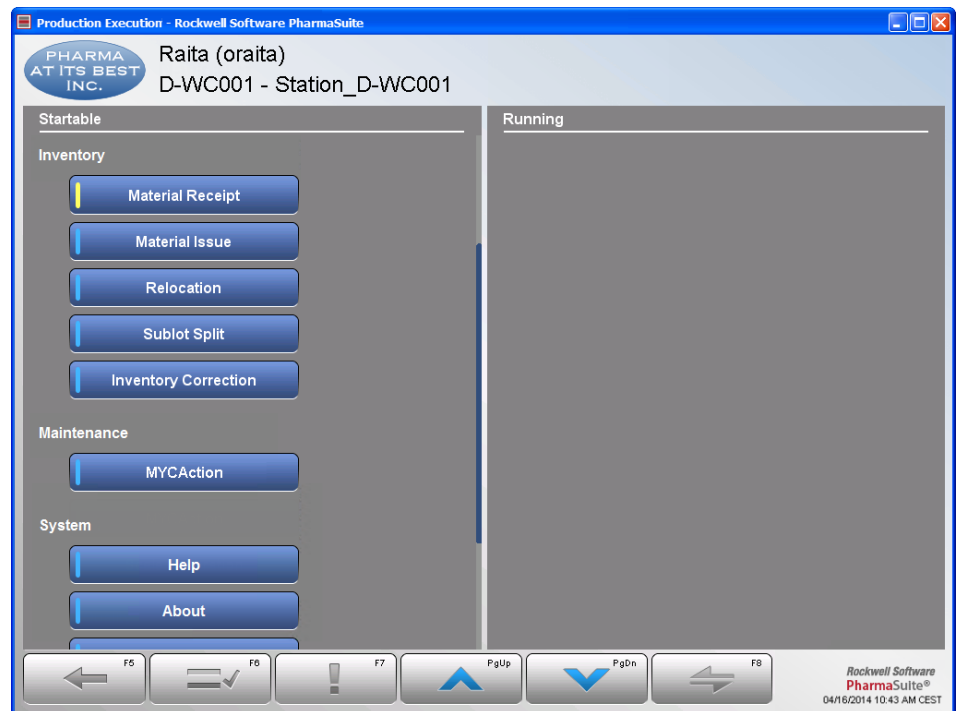 Production Execution - Rockwell Software PharmaSuite
PHARMA
AT ITS BEST
INC.
Raita (oraita)
D-WC001 - Station_D-WC001
Startable
Running
Inventory
Material Receipt
Material Issue
Relocation
Sublot Split
Inventory Correction
Maintenance
MYCAction
System
Help
About
F5
F6
F7
PgUp
PgDn
F8
Rockwell Software
PharmaSuite®
04/16/2014 10:43 AM CEST